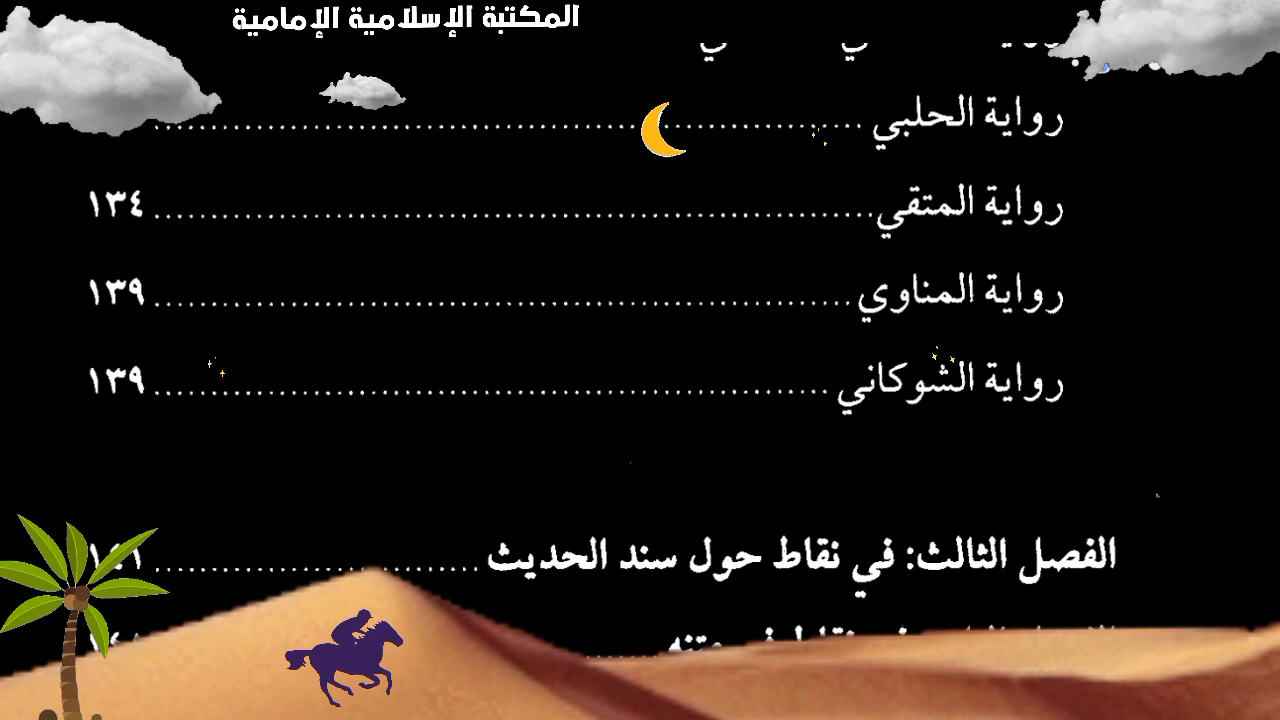 المكتبة الإسلامية الإمامية
رواية الحلبي
رواية المتقي ١٣٤
رواية المناوي ١٣٩
رواية الشوكاني ١٣٩
الفصل الثالث: في نقاط حول سند الحديث ١٤١